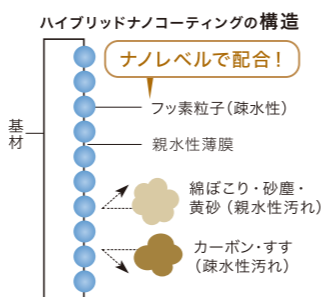 ハイブリッドナノコーティングの構造
ナノレベルで配合！
フッ素粒子（疎水性）
基材
親水性薄膜
綿ぼこり・砂塵・
黄砂（親水性汚れ）
カーボン・すす
（疎水性汚れ）